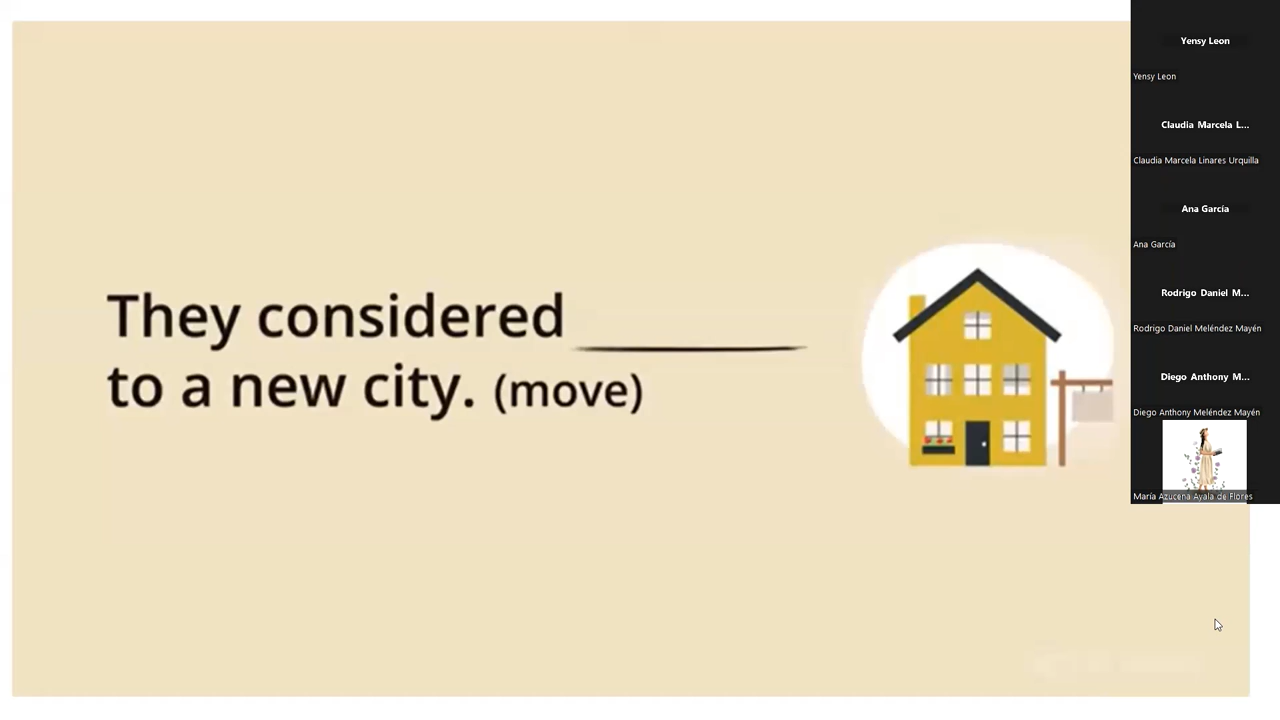 They considered ________
to a new city. (move)
Yensy Leon
Yensy Leon
Claudia Marcela L...
Claudia Marcela Linares Urquilla
Ana García
Ana García
Rodrigo Daniel M...
Rodrigo Daniel Meléndez Mayén
Diego Anthony M...
Diego Anthony Meléndez Mayén
María Azucena Ayala de Flores